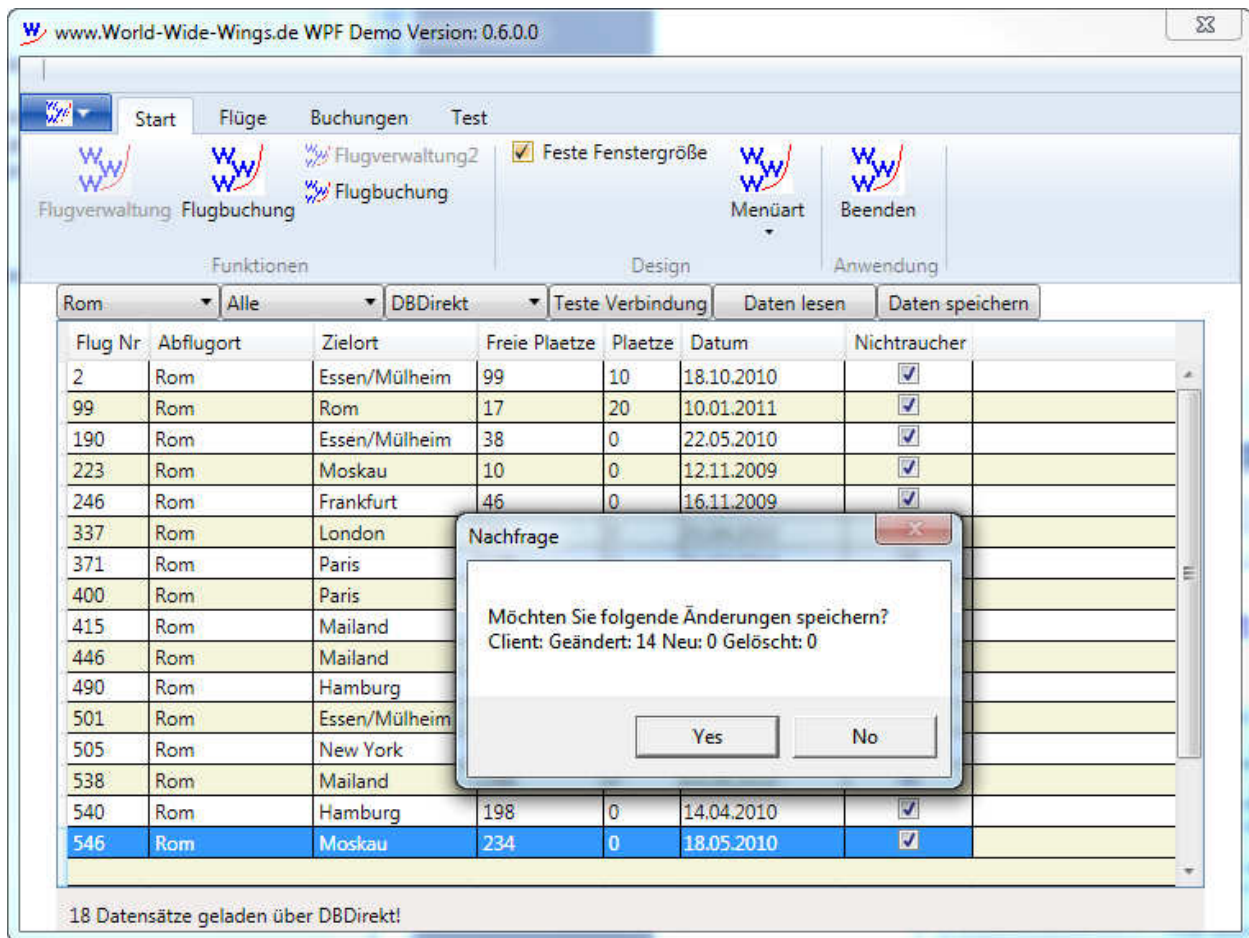 www.World-Wide-Wings.de WPF Demo Version: 0.6.0.0
Start Flüge Buchungen Test
Flugverwaltung Flugbuchung Flugverwaltung2
Flugbuchung
Feste Fenstergröße
Menüart
Beenden
Funktionen Design Anwendung
Rom Alle DBDirekt Teste Verbindung Daten lesen Daten speichern
Flug Nr Abflugort Zielort Freie Plaetze Plaetze Datum Nichtraucher
2 Rom Essen/Mülheim 99 10 18.10.2010
99 Rom Rom 17 20 10.01.2011
190 Rom Essen/Mülheim 38 0 22.05.2010
223 Rom Moskau 10 0 12.11.2009
246 Rom Frankfurt 46 0 16.11.2009
337 Rom London
371 Rom Paris
400 Rom Paris
415 Rom Mailand
446 Rom Mailand
490 Rom Hamburg
501 Rom Essen/Mülheim
505 Rom New York
538 Rom Mailand
540 Rom Hamburg 198 0 14.04.2010
546 Rom Moskau 234 0 18.05.2010
Nachfrage
Möchten Sie folgende Änderungen speichern?
Client: Geändert: 14 Neu: 0 Gelöscht: 0
Yes No
18 Datensätze geladen über DBDirekt!